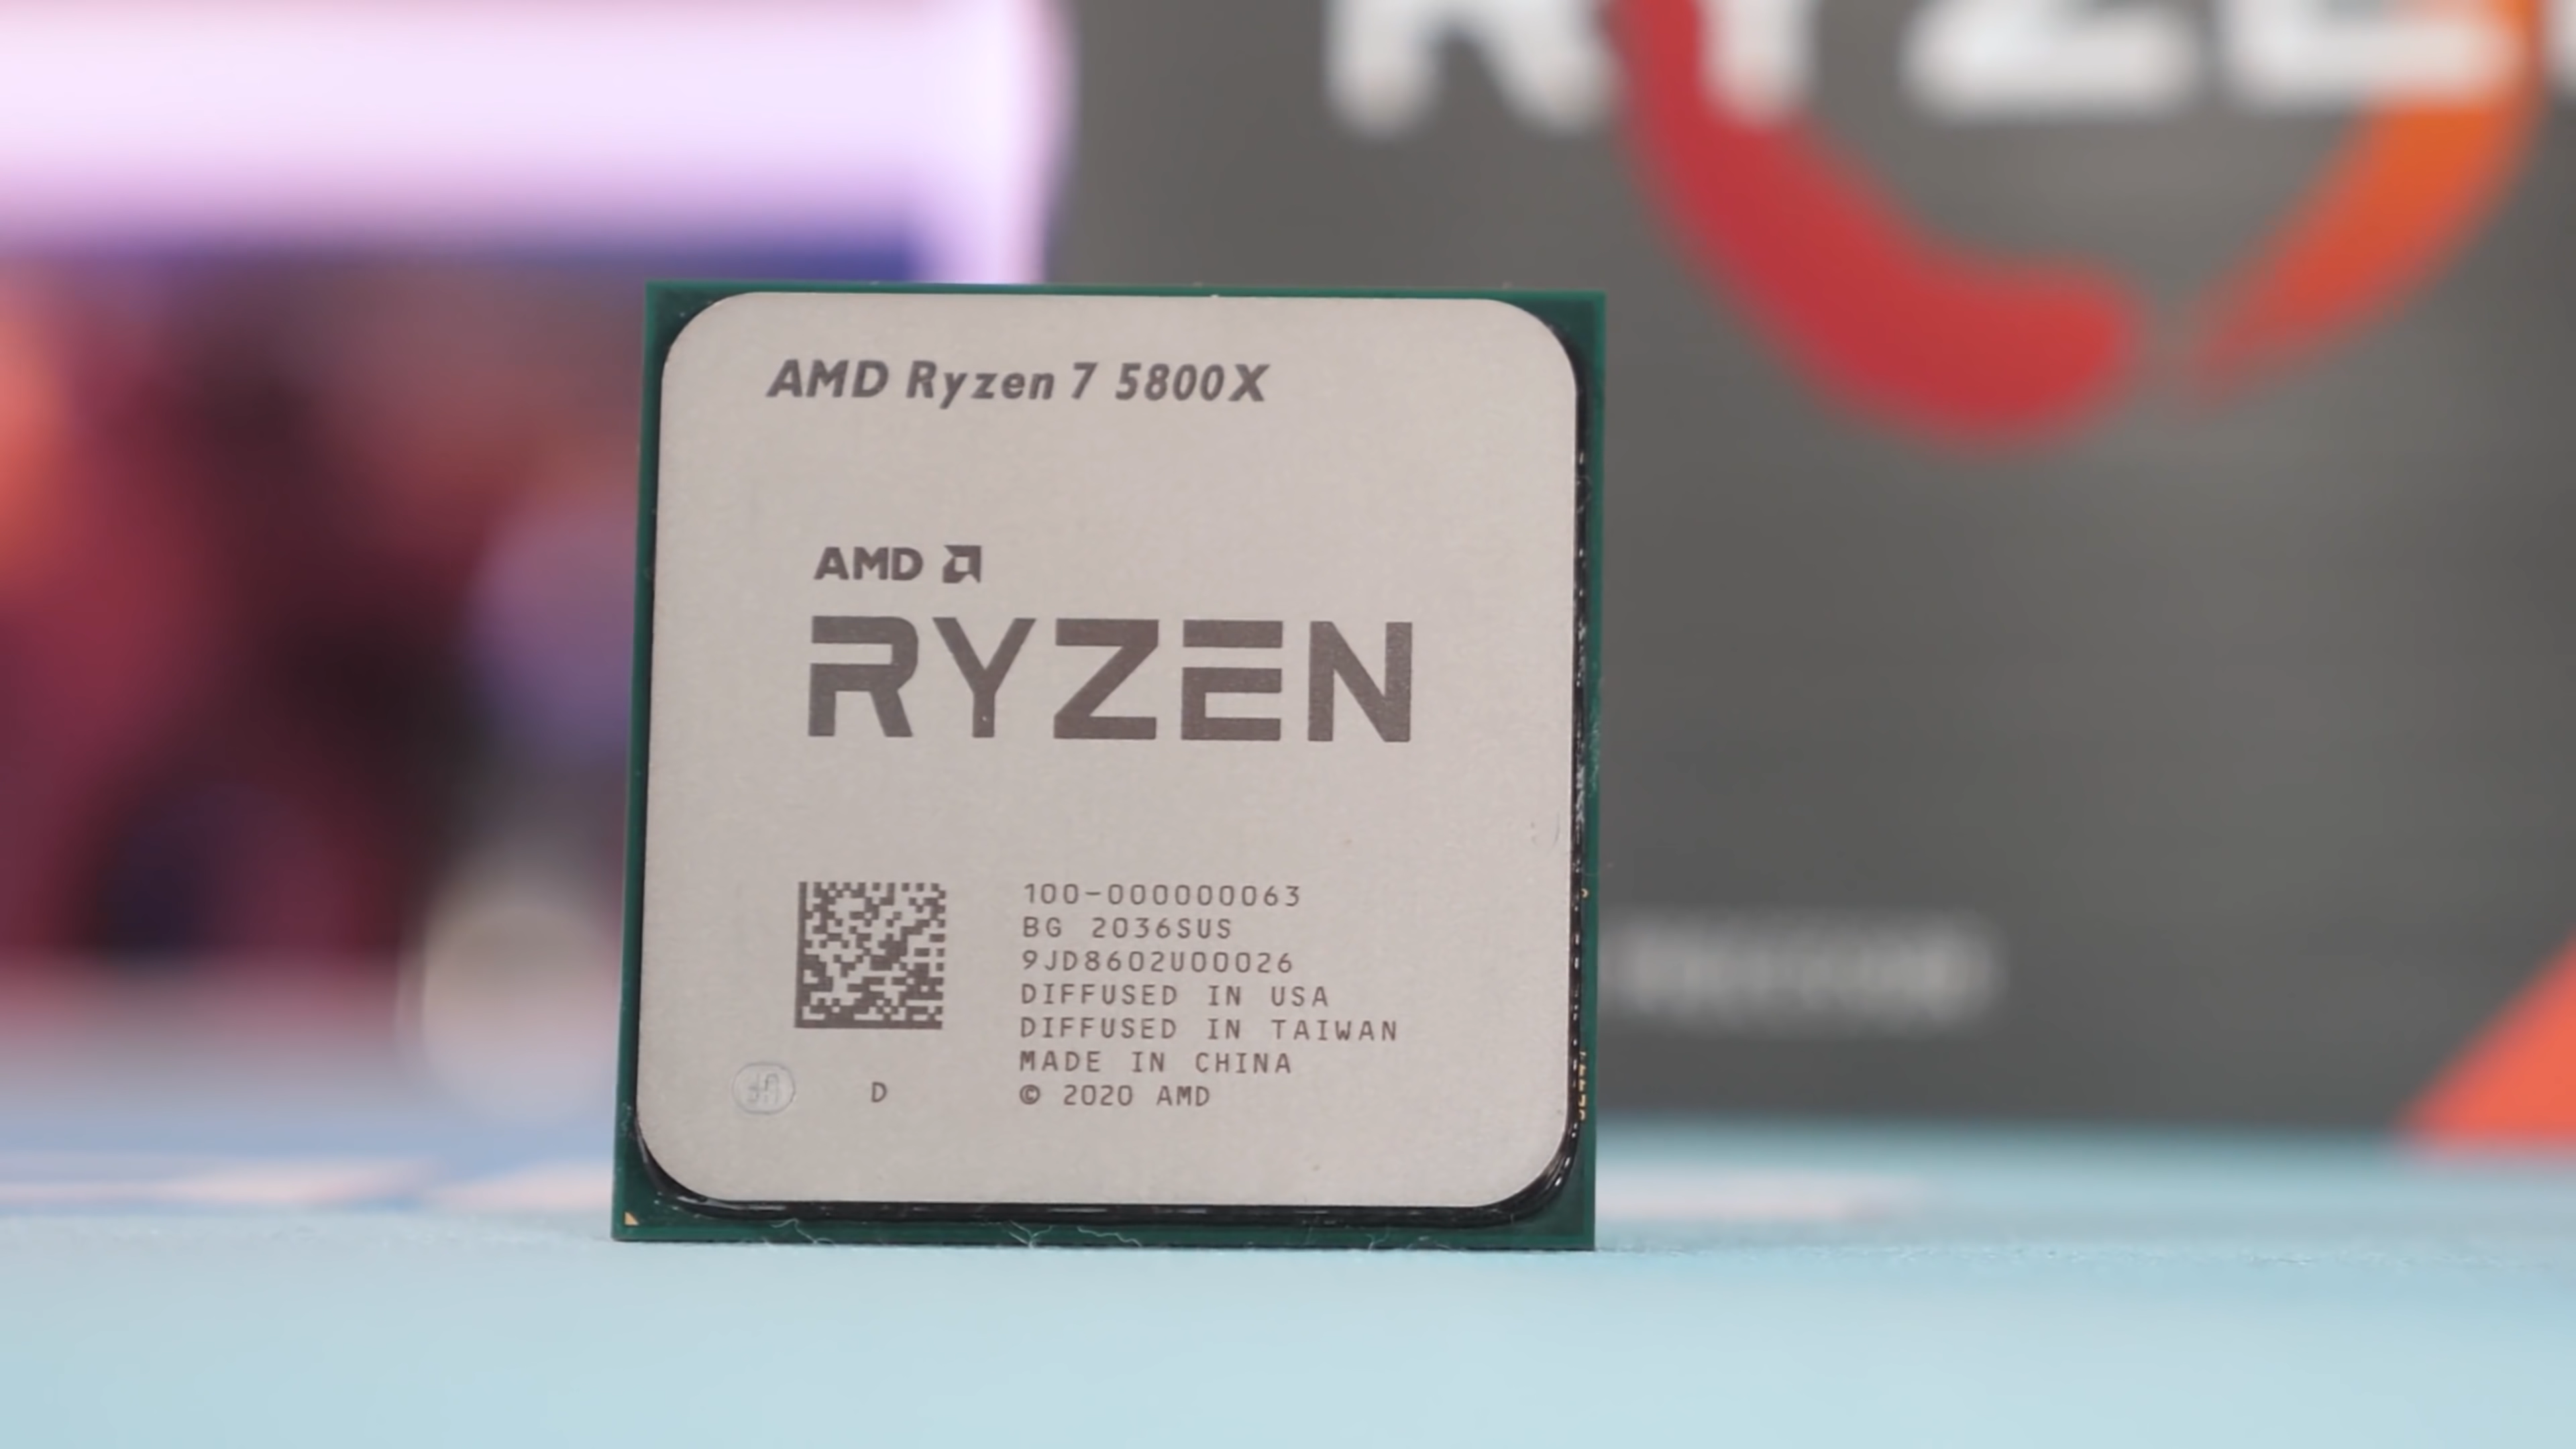 RYZE
AMD Ryzen 7 5800X
AMD
RYZEN
100-000000063
BG 2036SUS
9JD8602U00026
DIFFUSED IN USA
DIFFUSED IN TAIWAN
MADE IN CHINA
© 2020 AMD
D